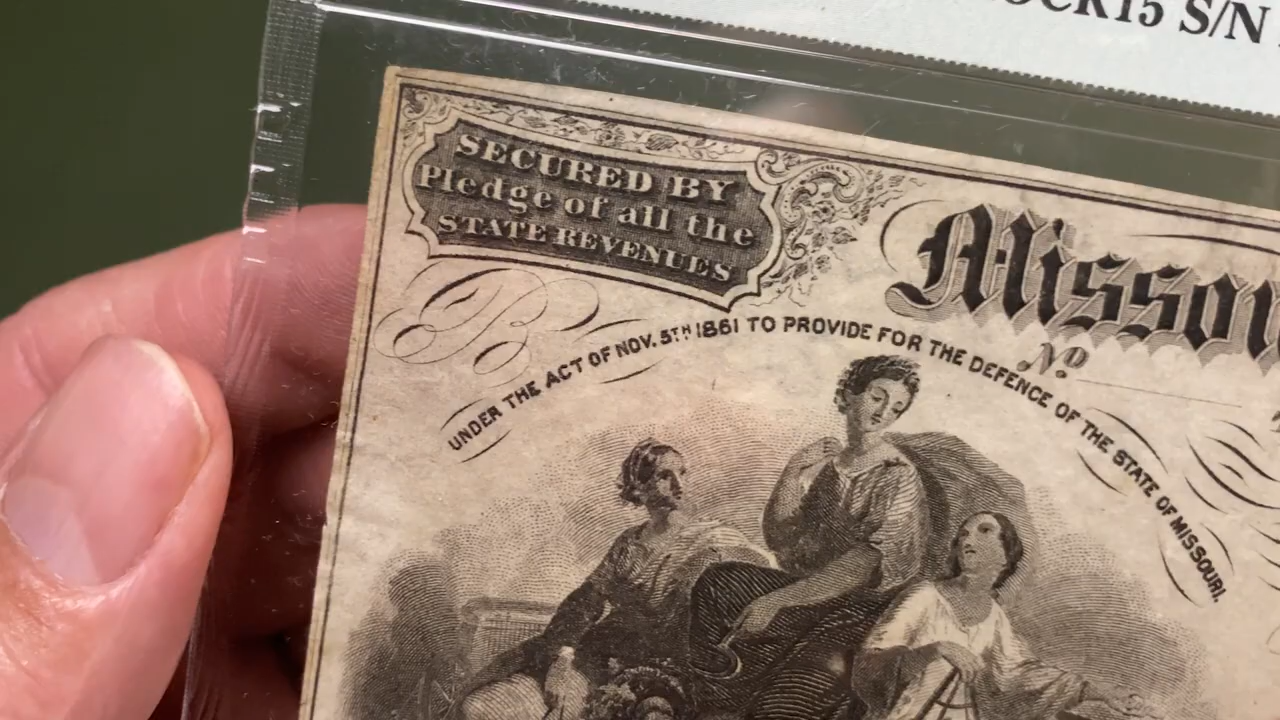 15 S/N
SECURED BY
Pledge of all the
STATE REVENUES
B
UNDER THE ACT OF NOV. 5TH 1861 TO PROVIDE FOR THE DEFENCE OF THE STATE OF MISSOURI.
Missou
No